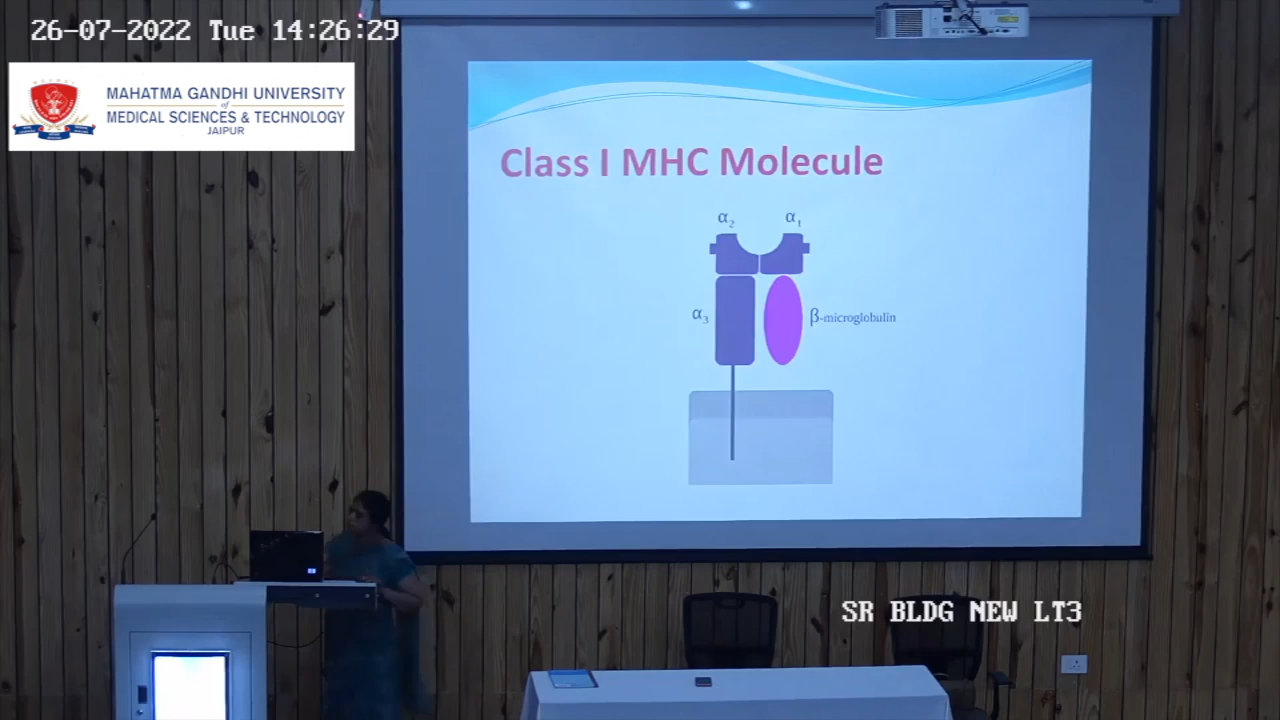 26-07-2022 Tue 14:26:29
MAHATMA GANDHI UNIVERSITY
of
MEDICAL SCIENCES & TECHNOLOGY
JAIPUR
Class I MHC Molecule
α2 α1
α3
β-microglobulin
SR BLDG NEW LT3